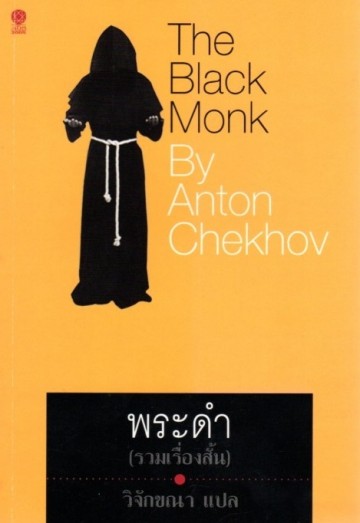 The
Black
Monk
By
Anton
Chekhov
พระดำ
(รวมเรื่องสั้น)
วิจักขณา แปล